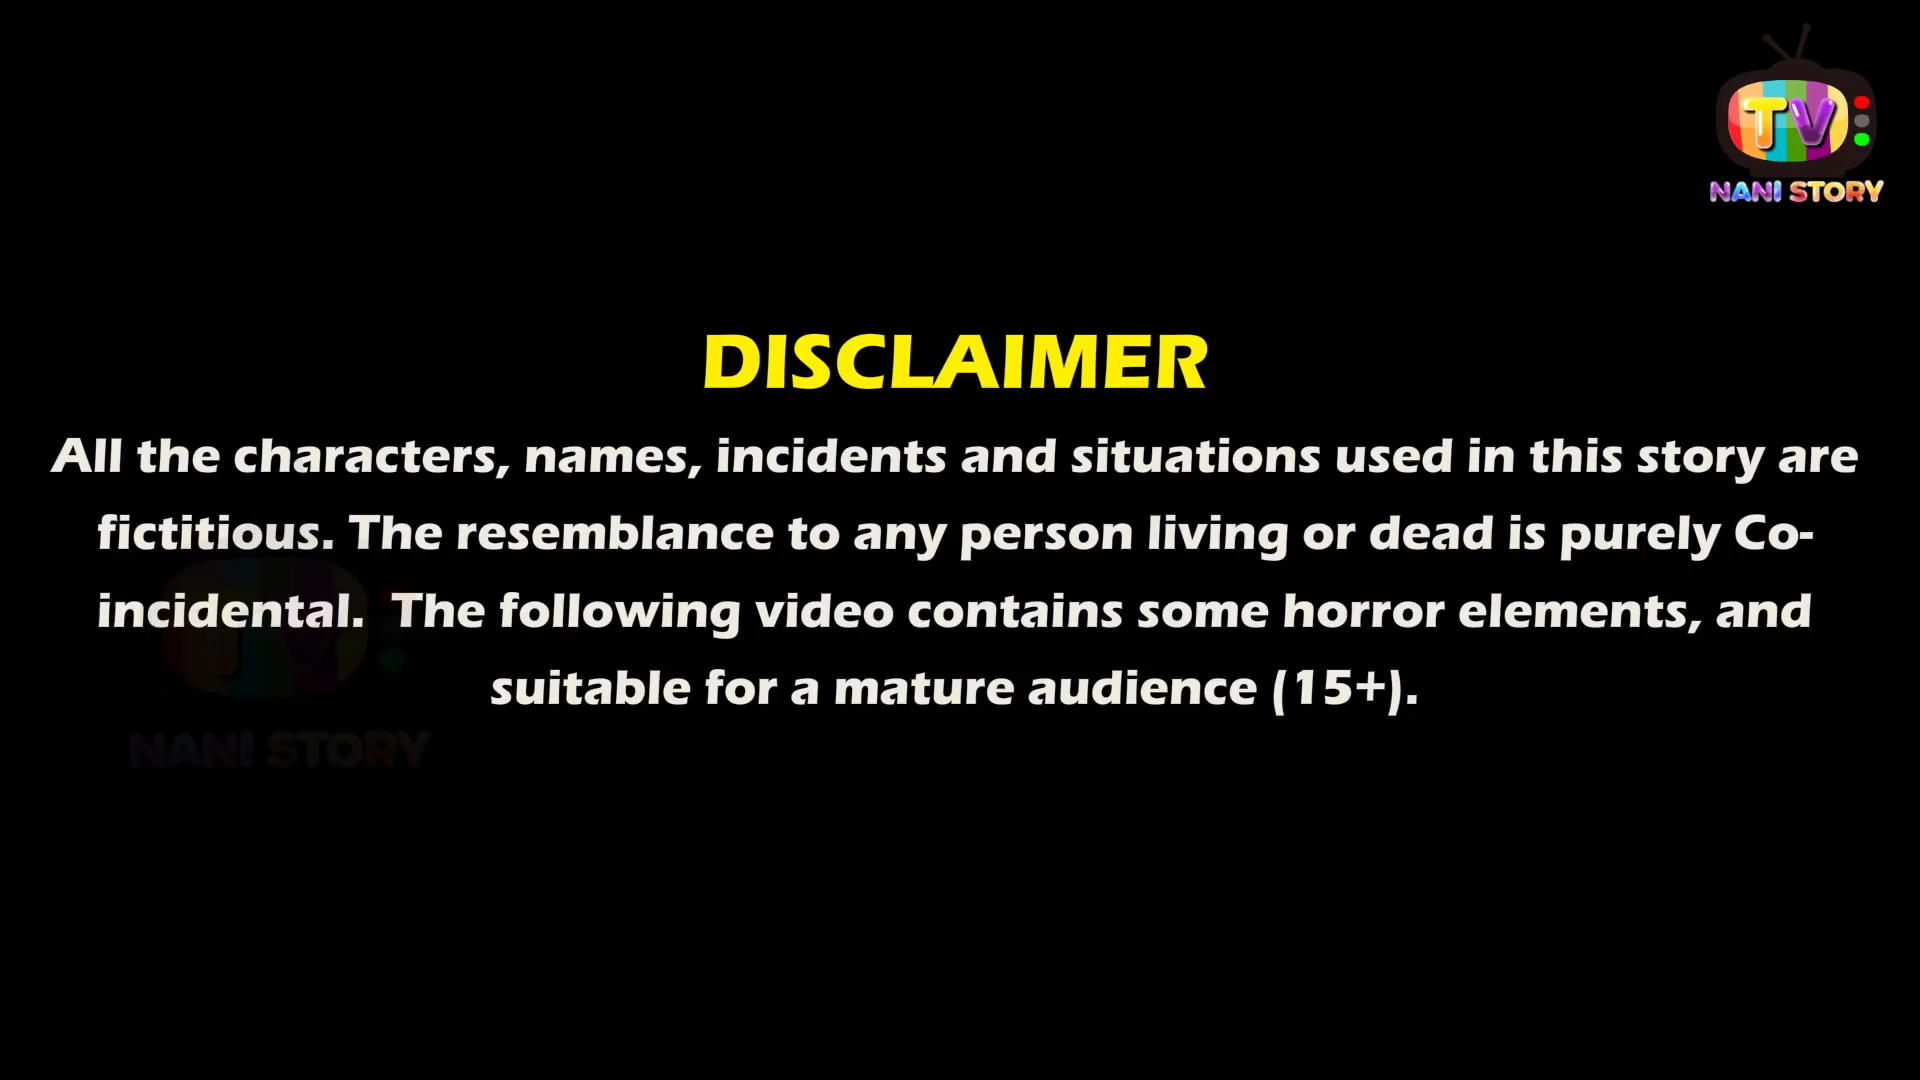 TV
NANI STORY
DISCLAIMER
All the characters, names, incidents and situations used in this story are
fictitious. The resemblance to any person living or dead is purely Co-
incidental.  The following video contains some horror elements, and
suitable for a mature audience (15+).
TV
NANI STORY